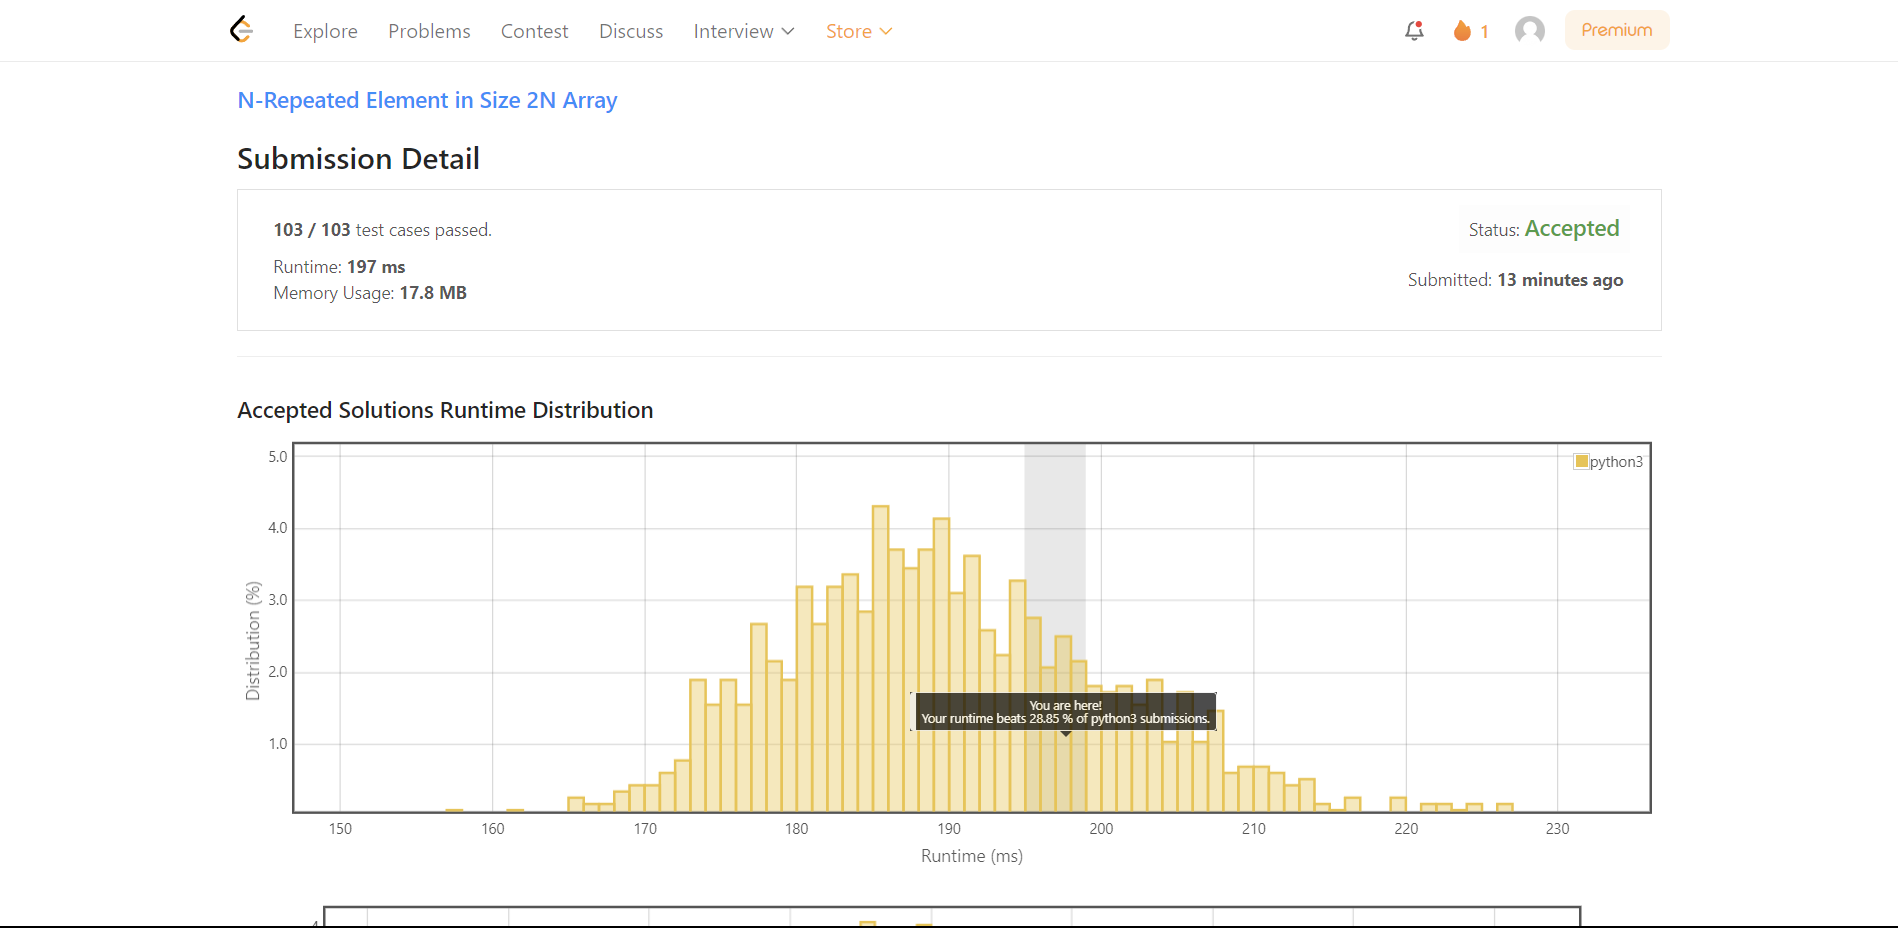 Explore Problems Contest Discuss Interview Store 1 Premium
N-Repeated Element in Size 2N Array
Submission Detail
103 / 103 test cases passed.
Status: Accepted
Runtime: 197 ms
Submitted: 13 minutes ago
Memory Usage: 17.8 MB
Accepted Solutions Runtime Distribution
5.0
python3
4.0
3.0
2.0
1.0
Distribution (%)
You are here!
Your runtime beats 28.85 % of python3 submissions.
150 160 170 180 190 200 210 220 230
Runtime (ms)